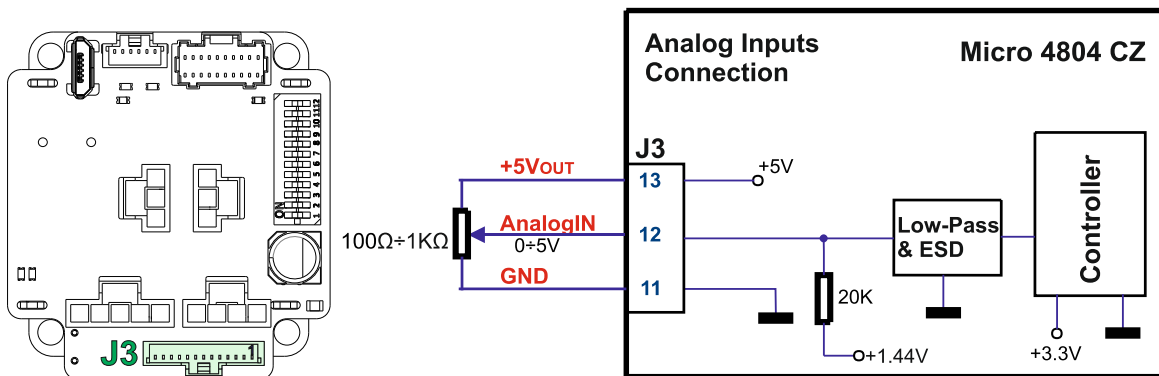 Analog Inputs
Connection
Micro 4804 CZ
J3
+5VOUT
13
+5V
AnalogIN
12
0÷5V
100Ω÷1KΩ
GND
11
Low-Pass
& ESD
Controller
20K
+1.44V
+3.3V
ON
1 2 3 4 5 6 7 8 9 10 11 12
J3
1